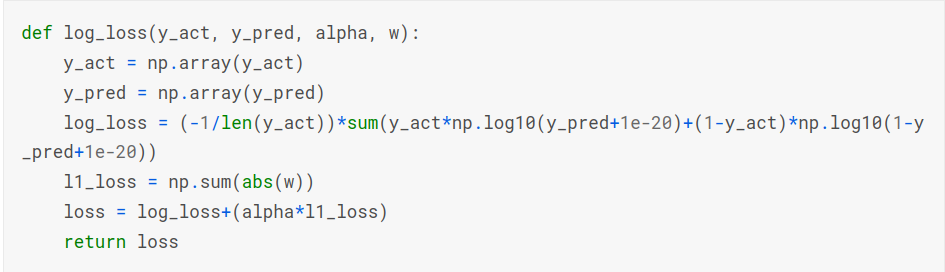 def log_loss(y_act, y_pred, alpha, w):
    y_act = np.array(y_act)
    y_pred = np.array(y_pred)
    log_loss = (-1/len(y_act))*sum(y_act*np.log10(y_pred+1e-20)+(1-y_act)*np.log10(1-y
_pred+1e-20))
    l1_loss = np.sum(abs(w))
    loss = log_loss+(alpha*l1_loss)
    return loss